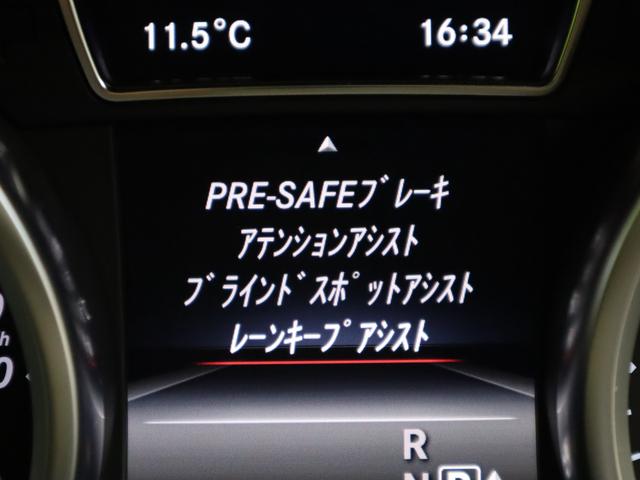 11.5°C 16:34
PRE-SAFEﾌﾞﾚｰｷ
ｱﾃﾝｼｮﾝｱｼｽﾄ
ﾌﾞﾗｲﾝﾄﾞｽﾎﾟｯﾄｱｼｽﾄ
ﾚｰﾝｷｰﾌﾟｱｼｽﾄ
h
0
R
N P